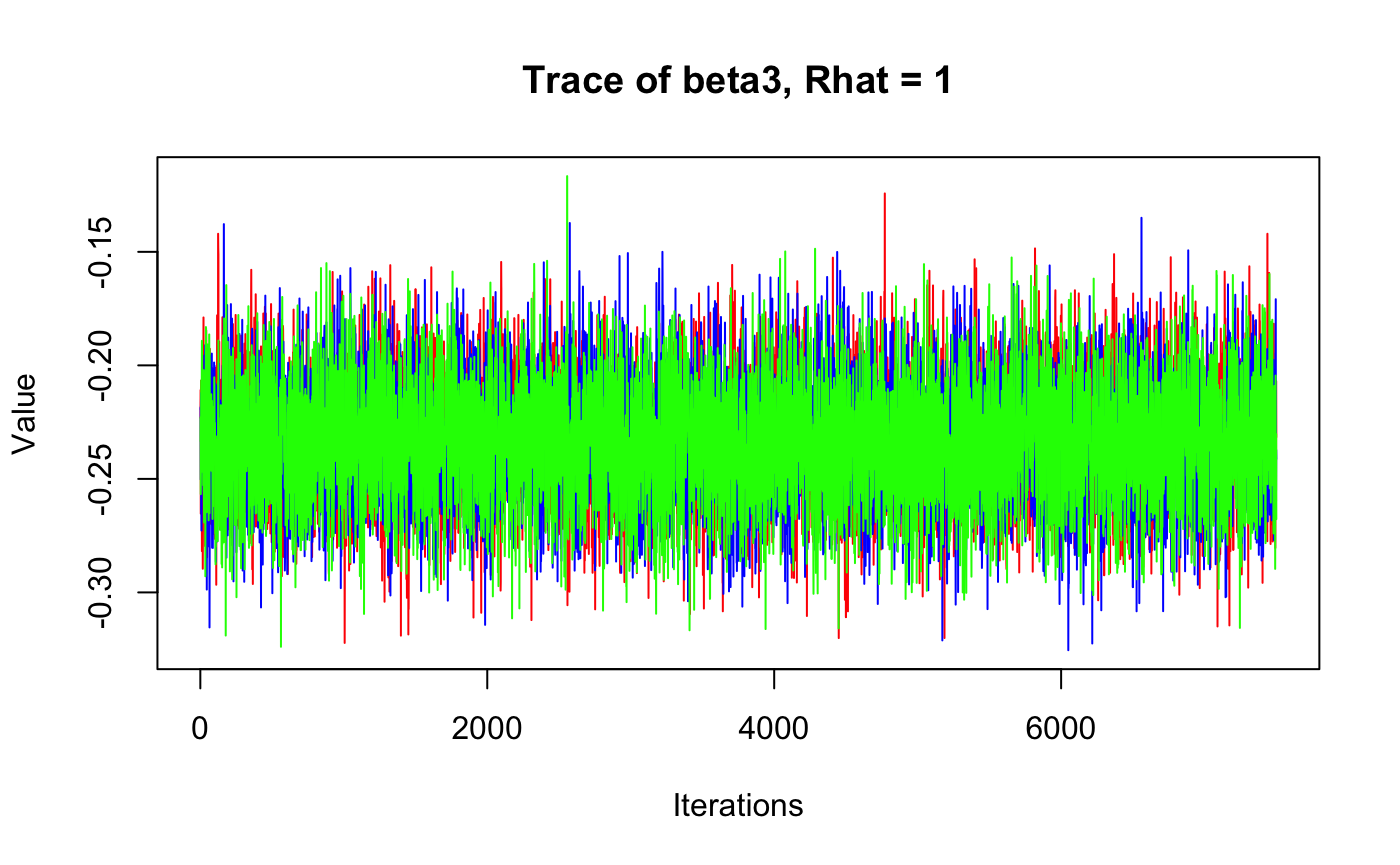 Trace of beta3, Rhat = 1
Value
-0.15
-0.20
-0.25
-0.30
0 2000 4000 6000
Iterations